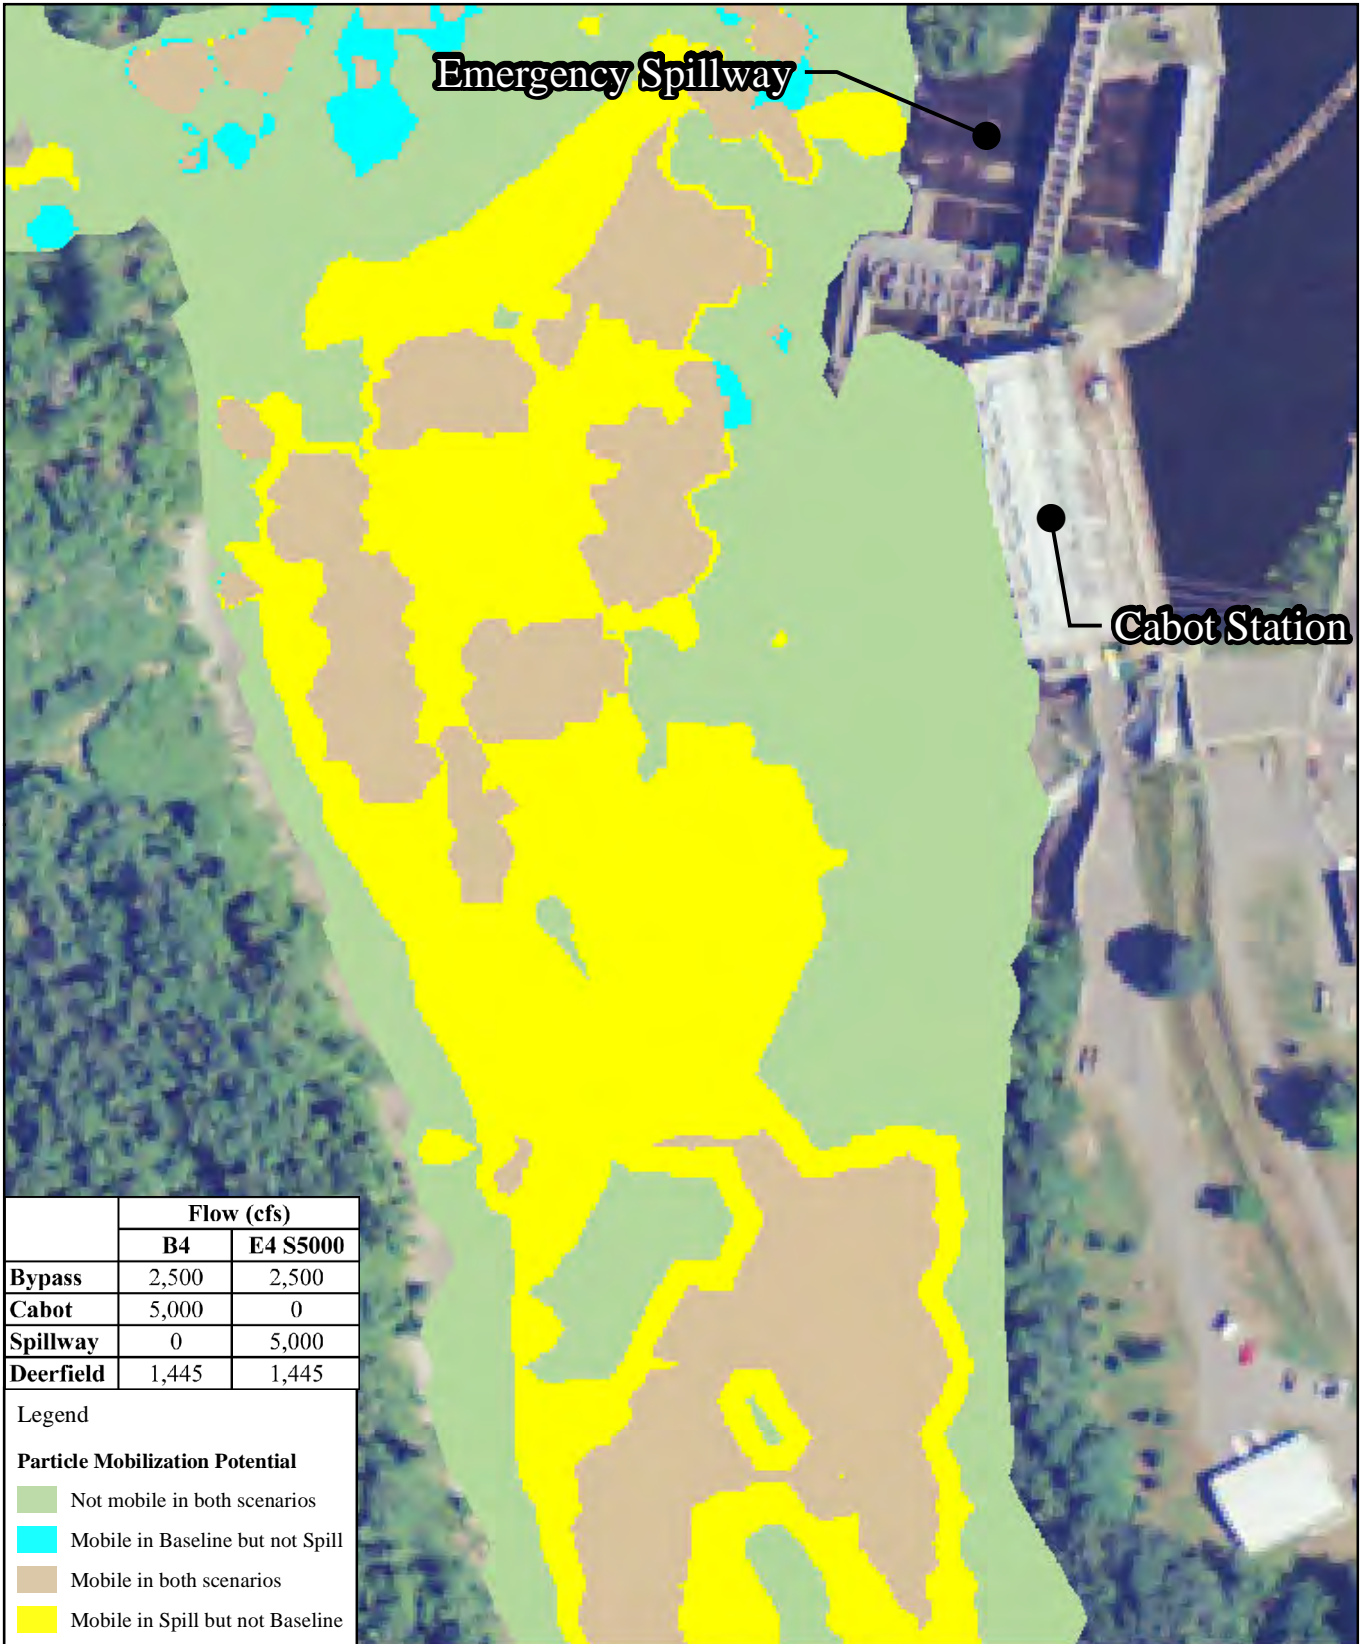 Emergency Spillway
Cabot Station
Flow (cfs)
B4 E4 S5000
Bypass 2,500 2,500
Cabot 5,000 0
Spillway 0 5,000
Deerfield 1,445 1,445
Legend
Particle Mobilization Potential
Not mobile in both scenarios
Mobile in Baseline but not Spill
Mobile in both scenarios
Mobile in Spill but not Baseline